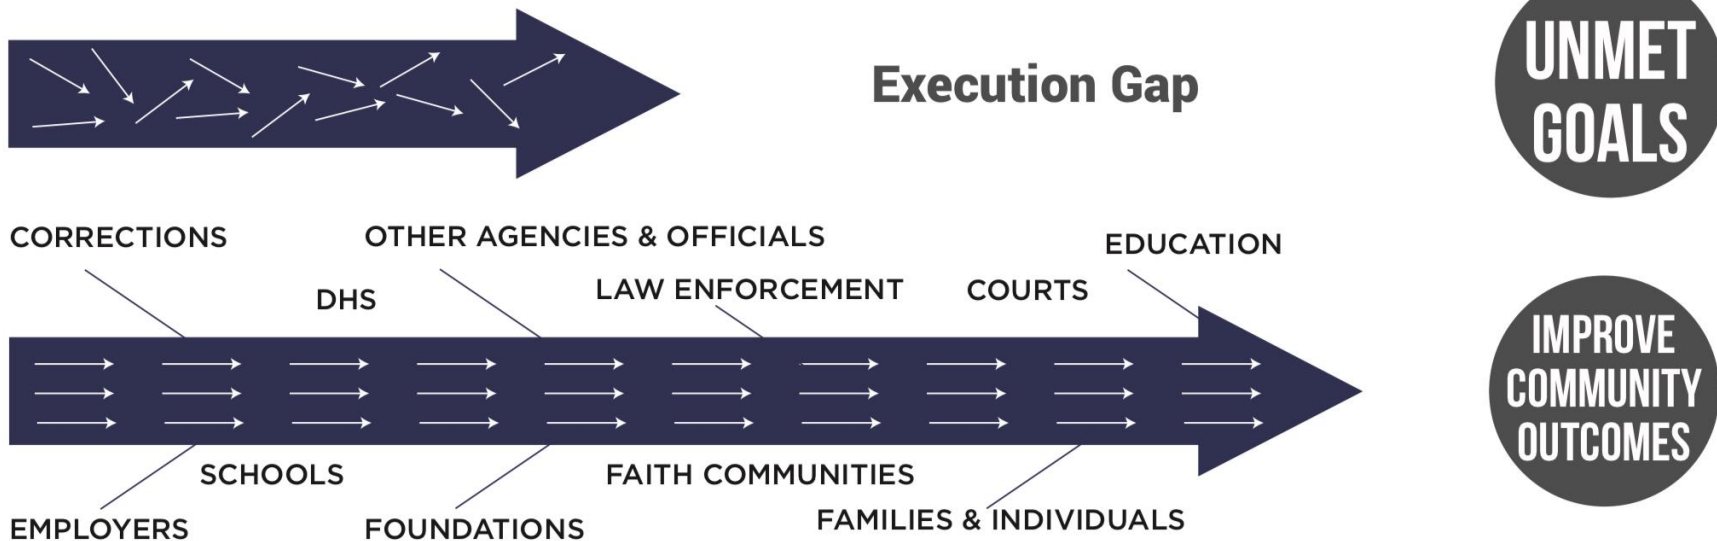 Execution Gap
UNMET
GOALS
CORRECTIONS
OTHER AGENCIES & OFFICIALS
EDUCATION
DHS
LAW ENFORCEMENT
COURTS
IMPROVE
COMMUNITY
OUTCOMES
SCHOOLS
FAITH COMMUNITIES
EMPLOYERS
FOUNDATIONS
FAMILIES & INDIVIDUALS